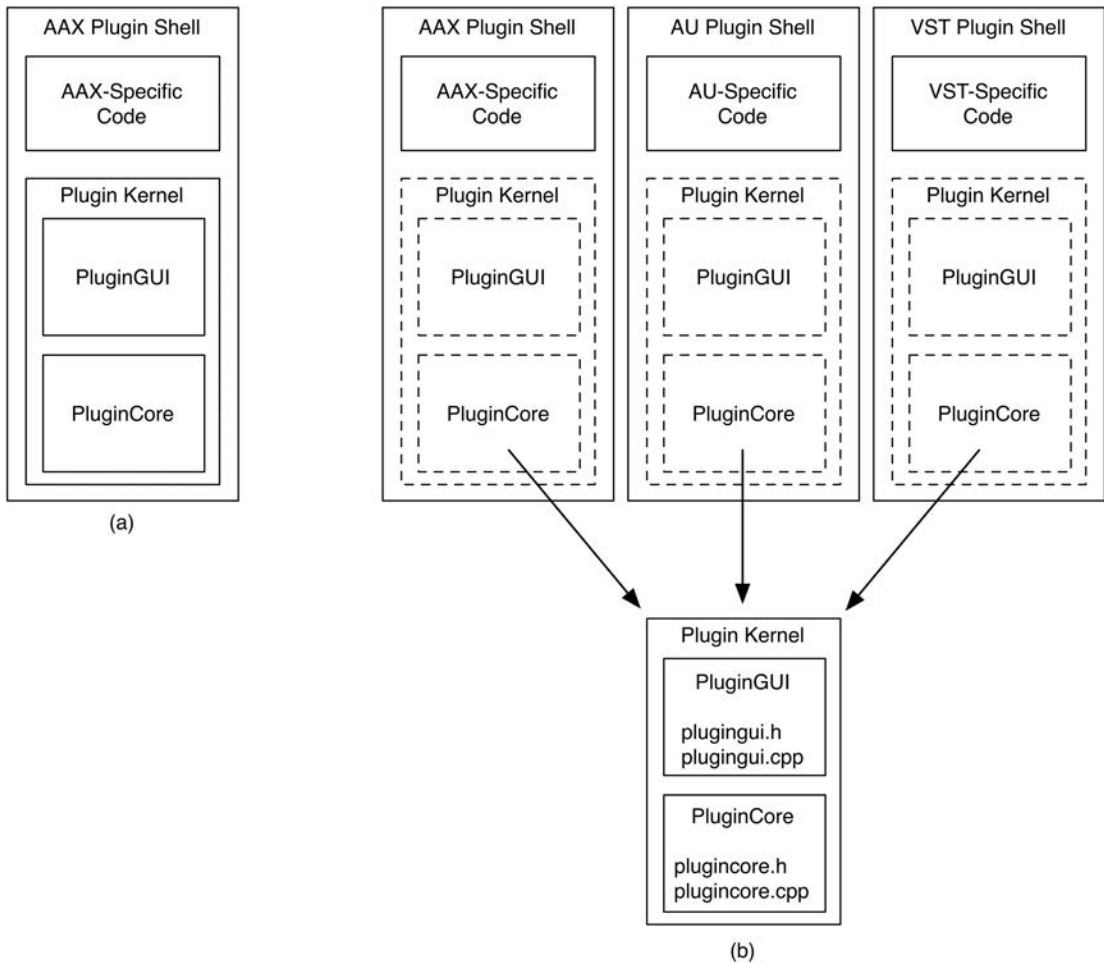 AAX Plugin Shell
AAX-Specific
Code
Plugin Kernel
PluginGUI
PluginCore
(a)
AAX Plugin Shell
AAX-Specific
Code
Plugin Kernel
PluginGUI
PluginCore
AU Plugin Shell
AU-Specific
Code
Plugin Kernel
PluginGUI
PluginCore
VST Plugin Shell
VST-Specific
Code
Plugin Kernel
PluginGUI
PluginCore
Plugin Kernel
PluginGUI
plugingui.h
plugingui.cpp
PluginCore
plugincore.h
plugincore.cpp
(b)